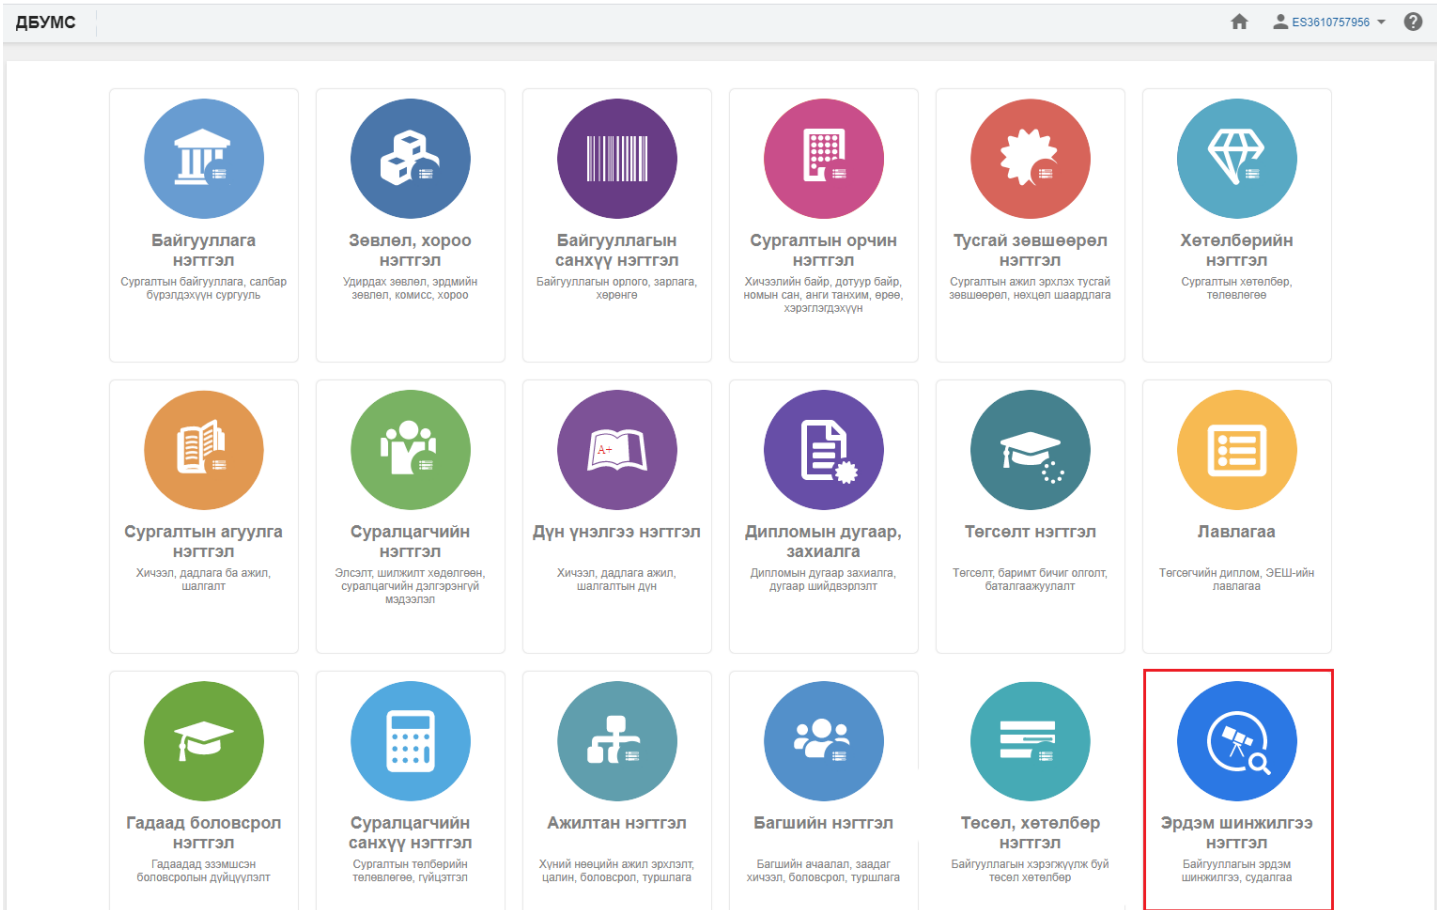 ДБУМС
ES3610757956
Байгууллага
нэгтгэл
Сургалтын байгууллага, салбар
бүрэлдэхүүн сургууль
Зөвлөл, хороо
нэгтгэл
Удирдах зөвлөл, эрдмийн
зөвлөл, комисс, хороо
Байгууллагын
санхүү нэгтгэл
Байгууллагын орлого, зарлага,
хөрөнгө
Сургалтын орчин
нэгтгэл
Хичээлийн байр, дотуур байр,
номын сан, анги танхим, өрөө,
хэрэглэгдэхүүн
Тусгай зөвшөөрөл
нэгтгэл
Сургалтын ажил эрхлэх тусгай
зөвшөөрөл, нөхцөл шаардлага
Хөтөлбөрийн
нэгтгэл
Сургалтын хөтөлбөр,
төлөвлөгөө
Сургалтын агуулга
нэгтгэл
Хичээл, дадлага ба ажил,
шалгалт
Суралцагчийн
нэгтгэл
Элсэлт, шилжилт хөдөлгөөн,
суралцагчийн дэлгэрэнгүй
мэдээлэл
A+
Дүн үнэлгээ нэгтгэл
Хичээл, дадлага ажил,
шалгалтын дүн
Дипломын дугаар,
захиалга
Дипломын дугаар захиалга,
дугаар шийдвэрлэлт
Төгсөлт нэгтгэл
Төгсөлт, баримт бичиг олголт,
баталгаажуулалт
Лавлагаа
Төгсөгчийн диплом, ЭЕШ-ийн
лавлагаа
Гадаад боловсрол
нэгтгэл
Гадаадад эзэмшсэн
боловсролын дүйцүүлэлт
Суралцагчийн
санхүү нэгтгэл
Сургалтын төлбөрийн
төлөвлөгөө, гүйцэтгэл
Ажилтан нэгтгэл
Хүний нөөцийн ажил эрхлэлт,
цалин, боловсрол, туршлага
Багшийн нэгтгэл
Багшийн ачаалал, заадаг
хичээл, боловсрол, туршлага
Төсөл, хөтөлбөр
нэгтгэл
Байгууллагын хэрэгжүүлж буй
төсөл хөтөлбөр
Эрдэм шинжилгээ
нэгтгэл
Байгууллагын эрдэм
шинжилгээ, судалгаа